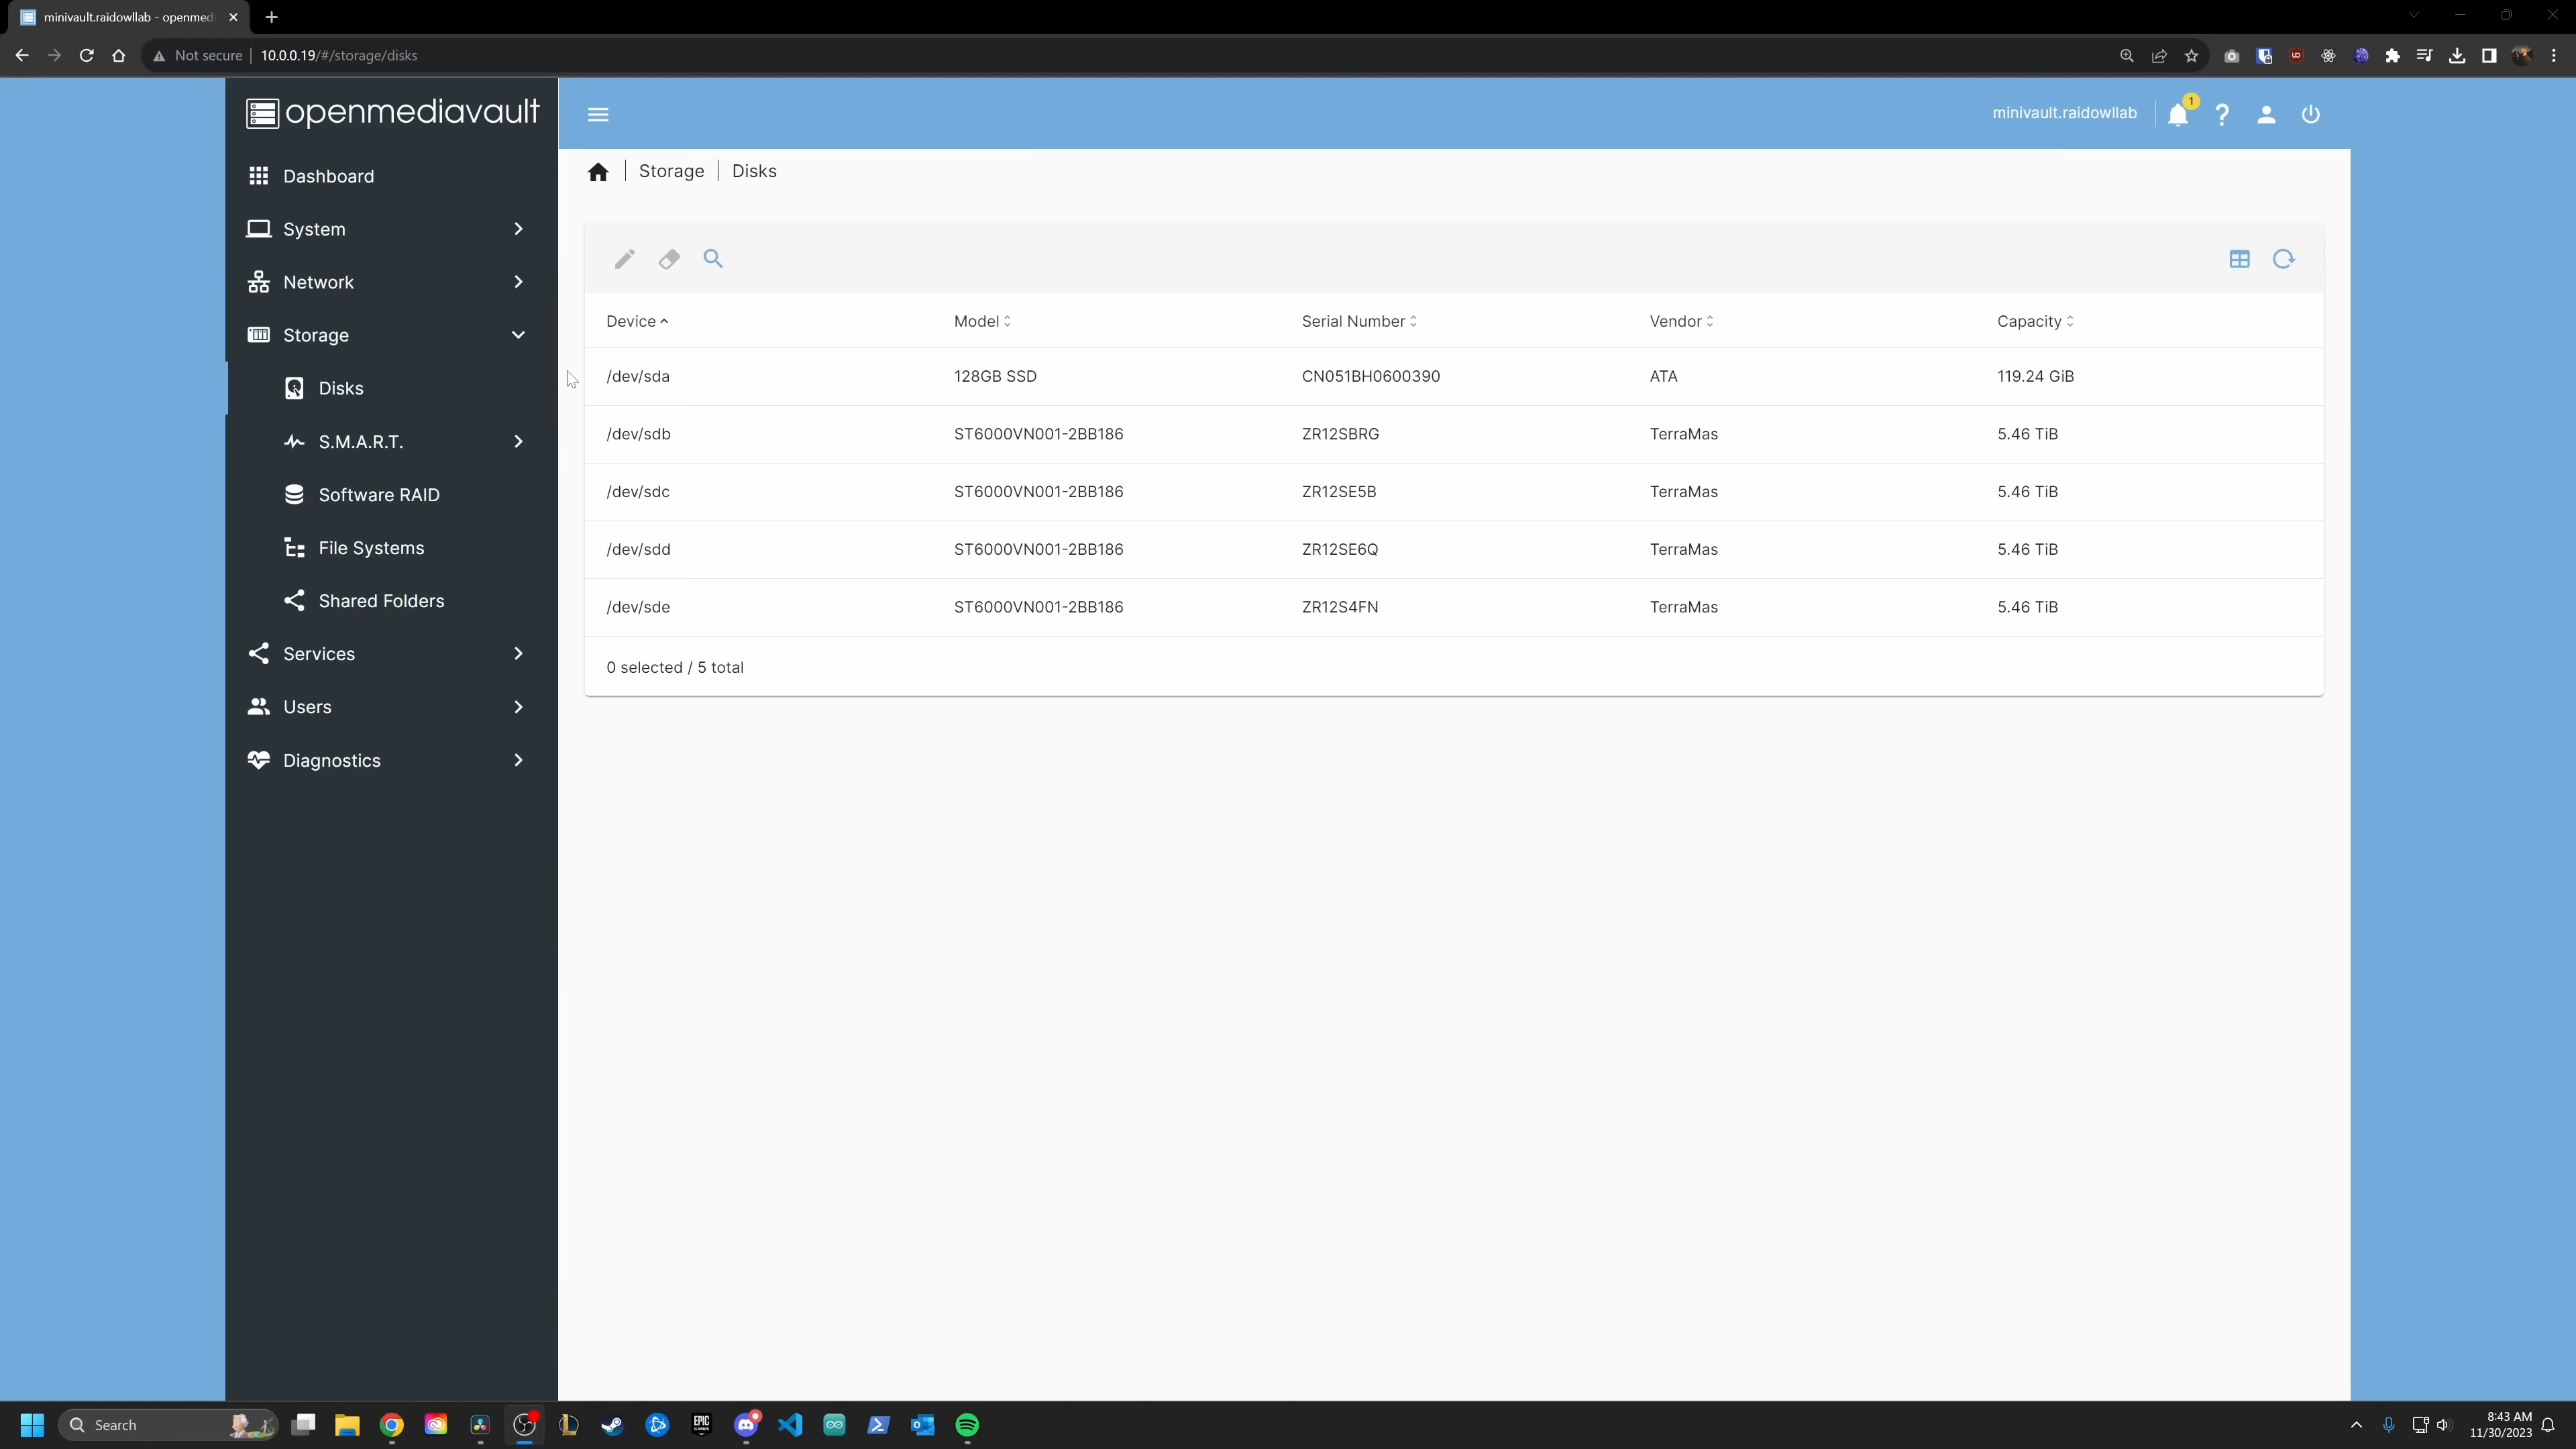 minivault.raidowllab - openmedi
Not secure | 10.0.0.19/#/storage/disks
openmediavault
minivault.raidowllab
1
Storage | Disks
Dashboard
System
Network
Storage
Disks
S.M.A.R.T.
Software RAID
File Systems
Shared Folders
Services
Users
Diagnostics
Device Model Serial Number Vendor Capacity
/dev/sda 128GB SSD CN051BH0600390 ATA 119.24 GiB
/dev/sdb ST6000VN001-2BB186 ZR12SBRG TerraMas 5.46 TiB
/dev/sdc ST6000VN001-2BB186 ZR12SE5B TerraMas 5.46 TiB
/dev/sdd ST6000VN001-2BB186 ZR12SE6Q TerraMas 5.46 TiB
/dev/sde ST6000VN001-2BB186 ZR12S4FN TerraMas 5.46 TiB
0 selected / 5 total
Search
EPIC
GAMES
8:43 AM
11/30/2023